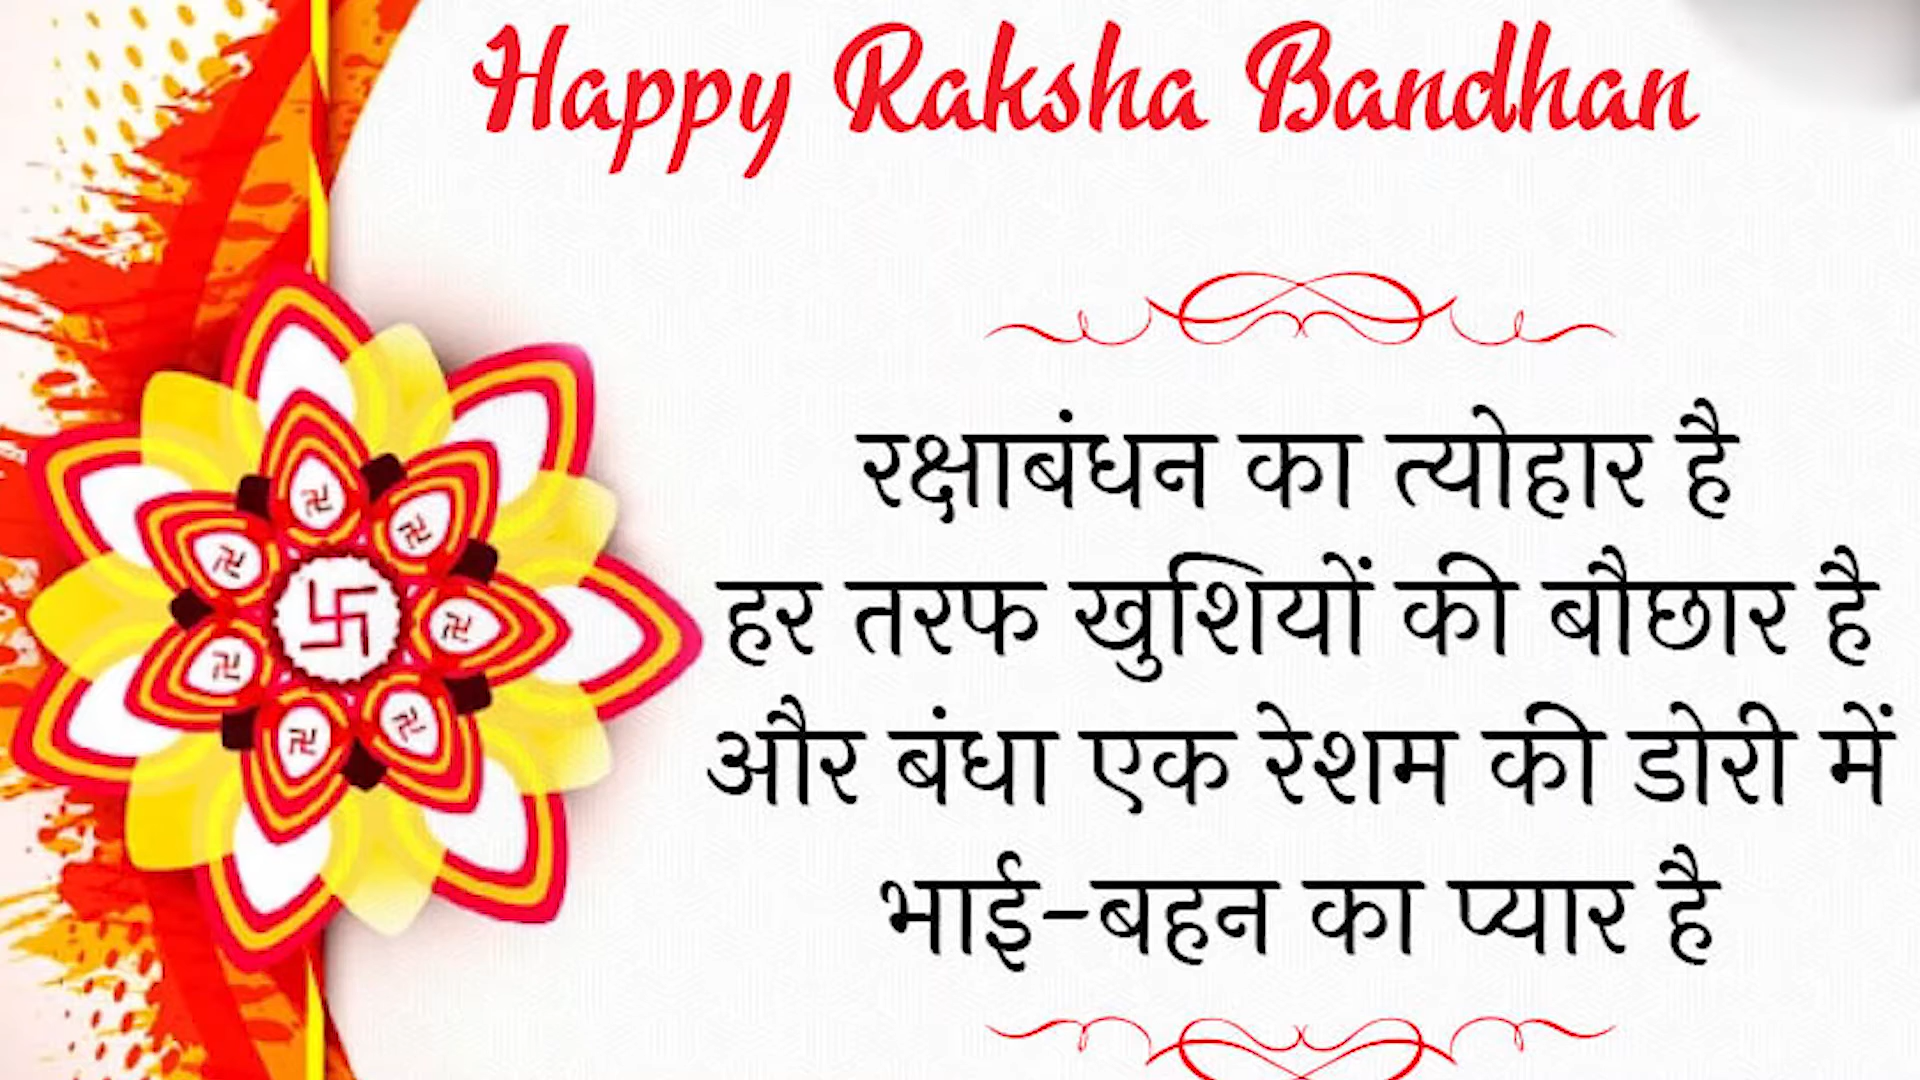 Happy Raksha Bandhan
रक्षाबंधन का त्योहार है
हर तरफ खुशियों की बौछार है
और बंधा एक रेशम की डोरी में
भाई-बहन का प्यार है